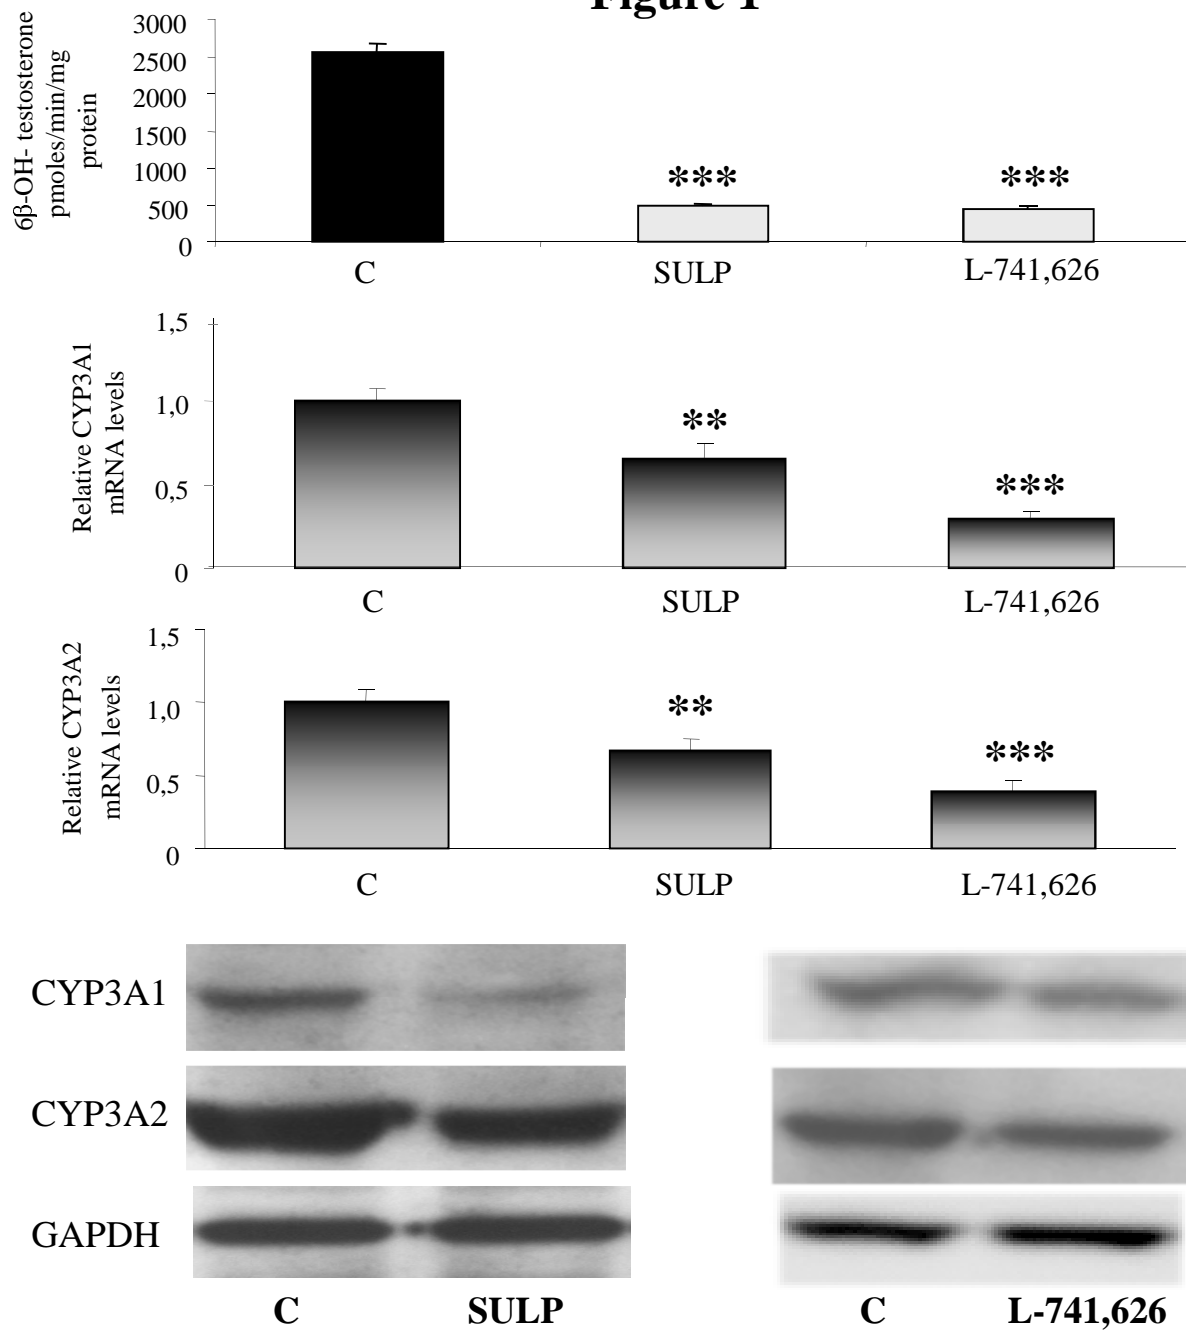 Figure 1
6β-OH- testosterone
pmoles/min/mg
protein
3000
2500
2000
1500
1000
500
0
***
***
C
SULP
L-741,626
Relative CYP3A1
mRNA levels
1,5
1,0
0,5
0
**
***
C
SULP
L-741,626
Relative CYP3A2
mRNA levels
1,5
1,0
0,5
0
**
***
C
SULP
L-741,626
CYP3A1
CYP3A2
GAPDH
C
SULP
C
L-741,626